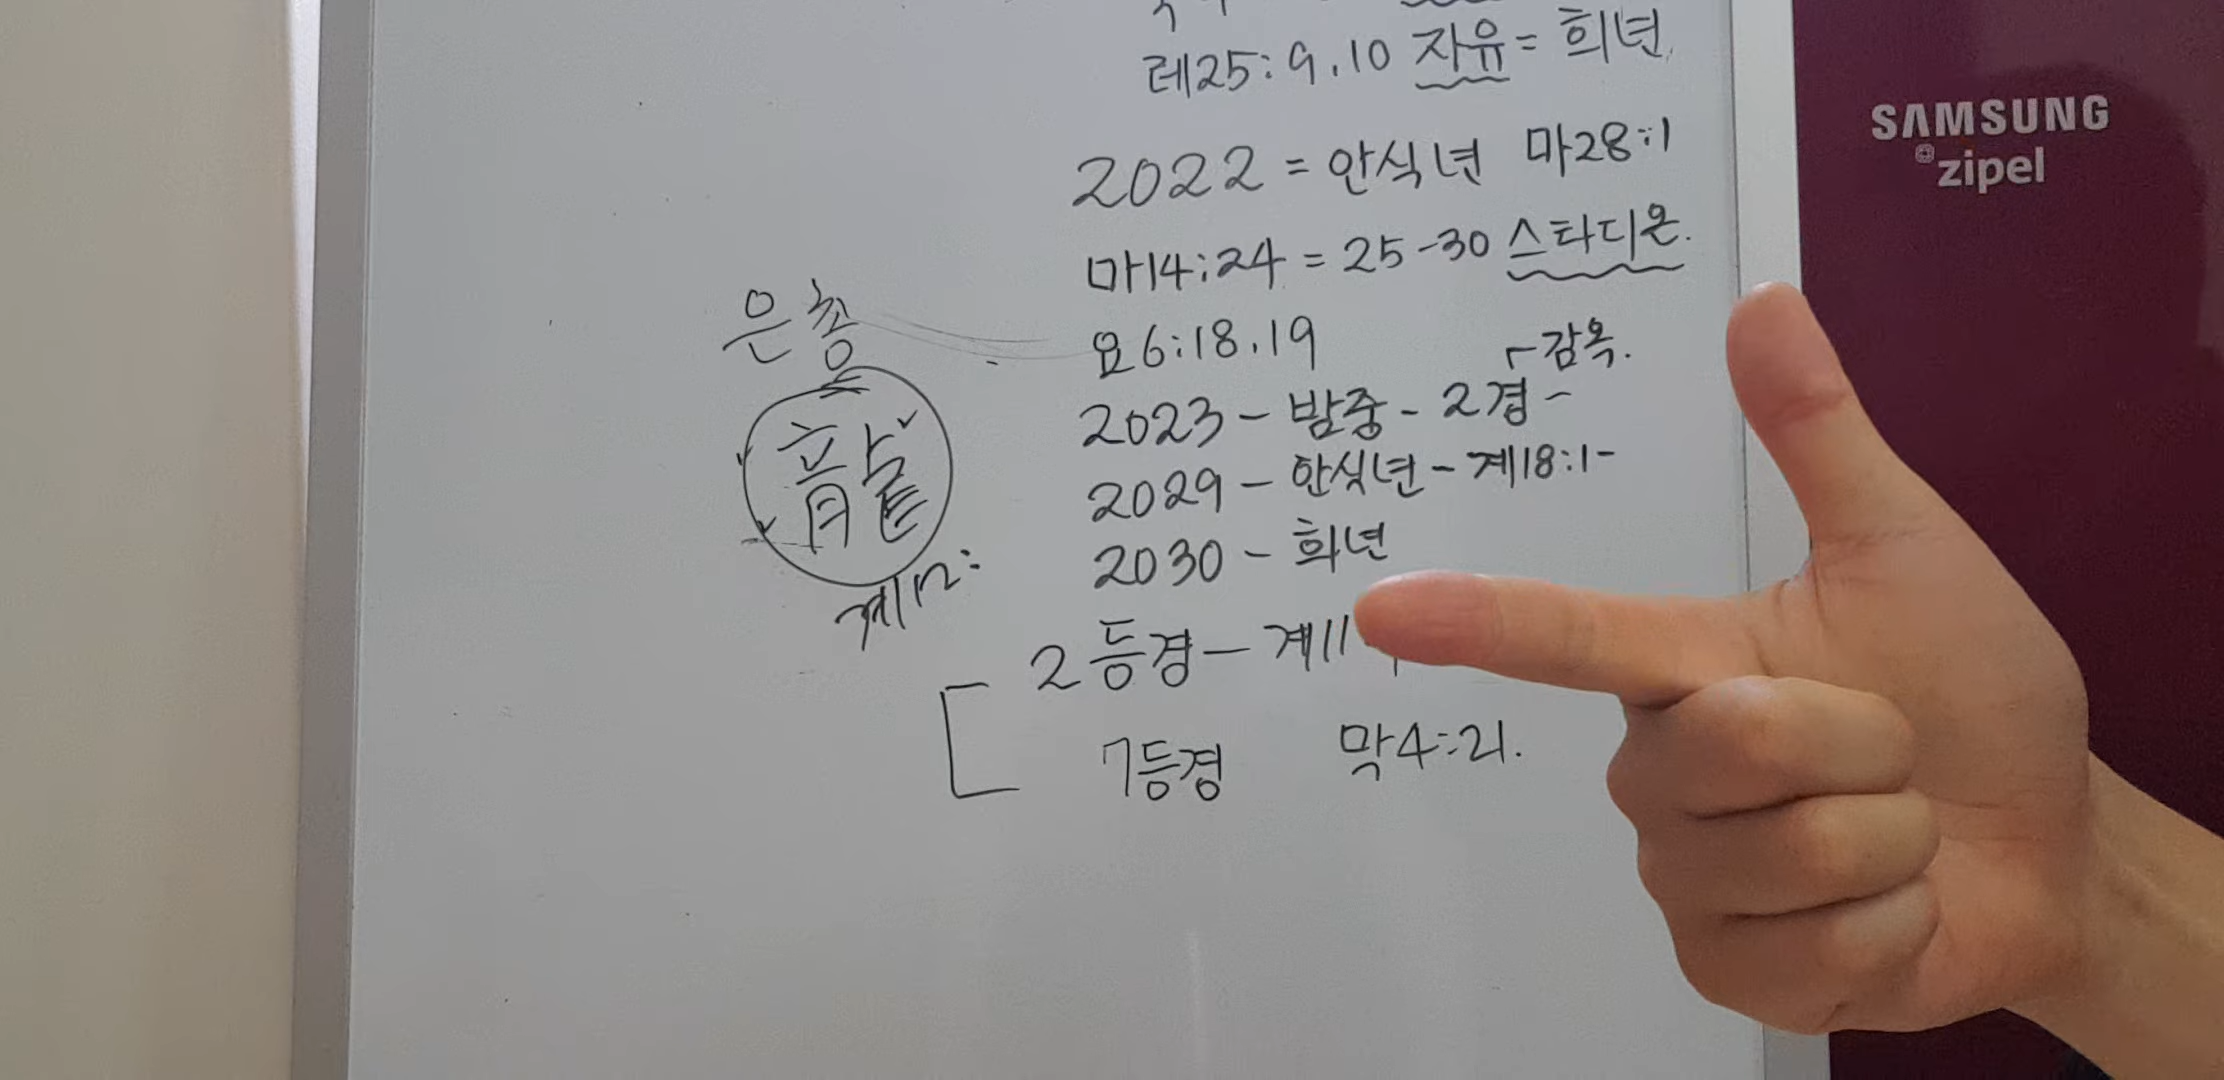 레25:9.10 자유= 희년
2022 = 안식년 마28:1
마14:24 = 25-30 스타디온.
요6:18.19
감옥.
2023 - 밤중 - 2경 -
2029 - 안식년 - 계18:1-
2030 - 희년
2등경 - 계11
7등경 막4:21.
은총
龍
계12:
SAMSUNG
zipel